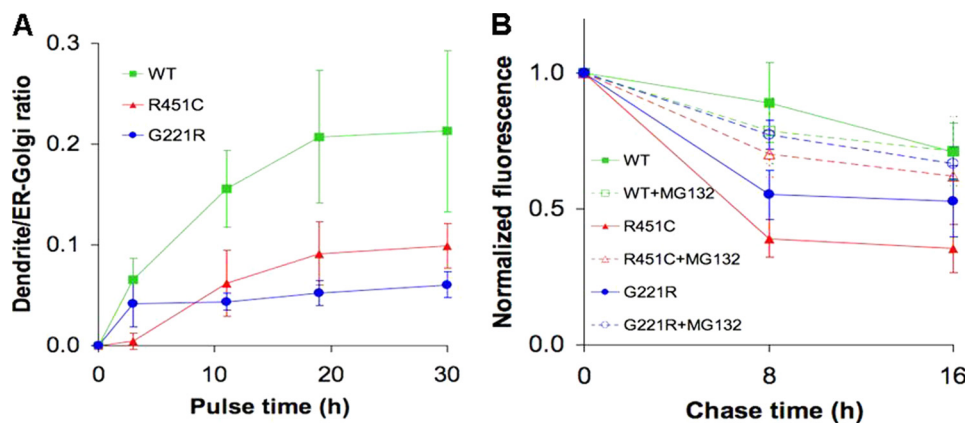 A
Dendrite/ER-Golgi ratio
0.3
0.2
0.1
0.0
WT
R451C
G221R
0
10
20
30
Pulse time (h)
B
Normalized fluorescence
1.0
0.5
0.0
WT
WT+MG132
R451C
R451C+MG132
G221R
G221R+MG132
0
8
16
Chase time (h)